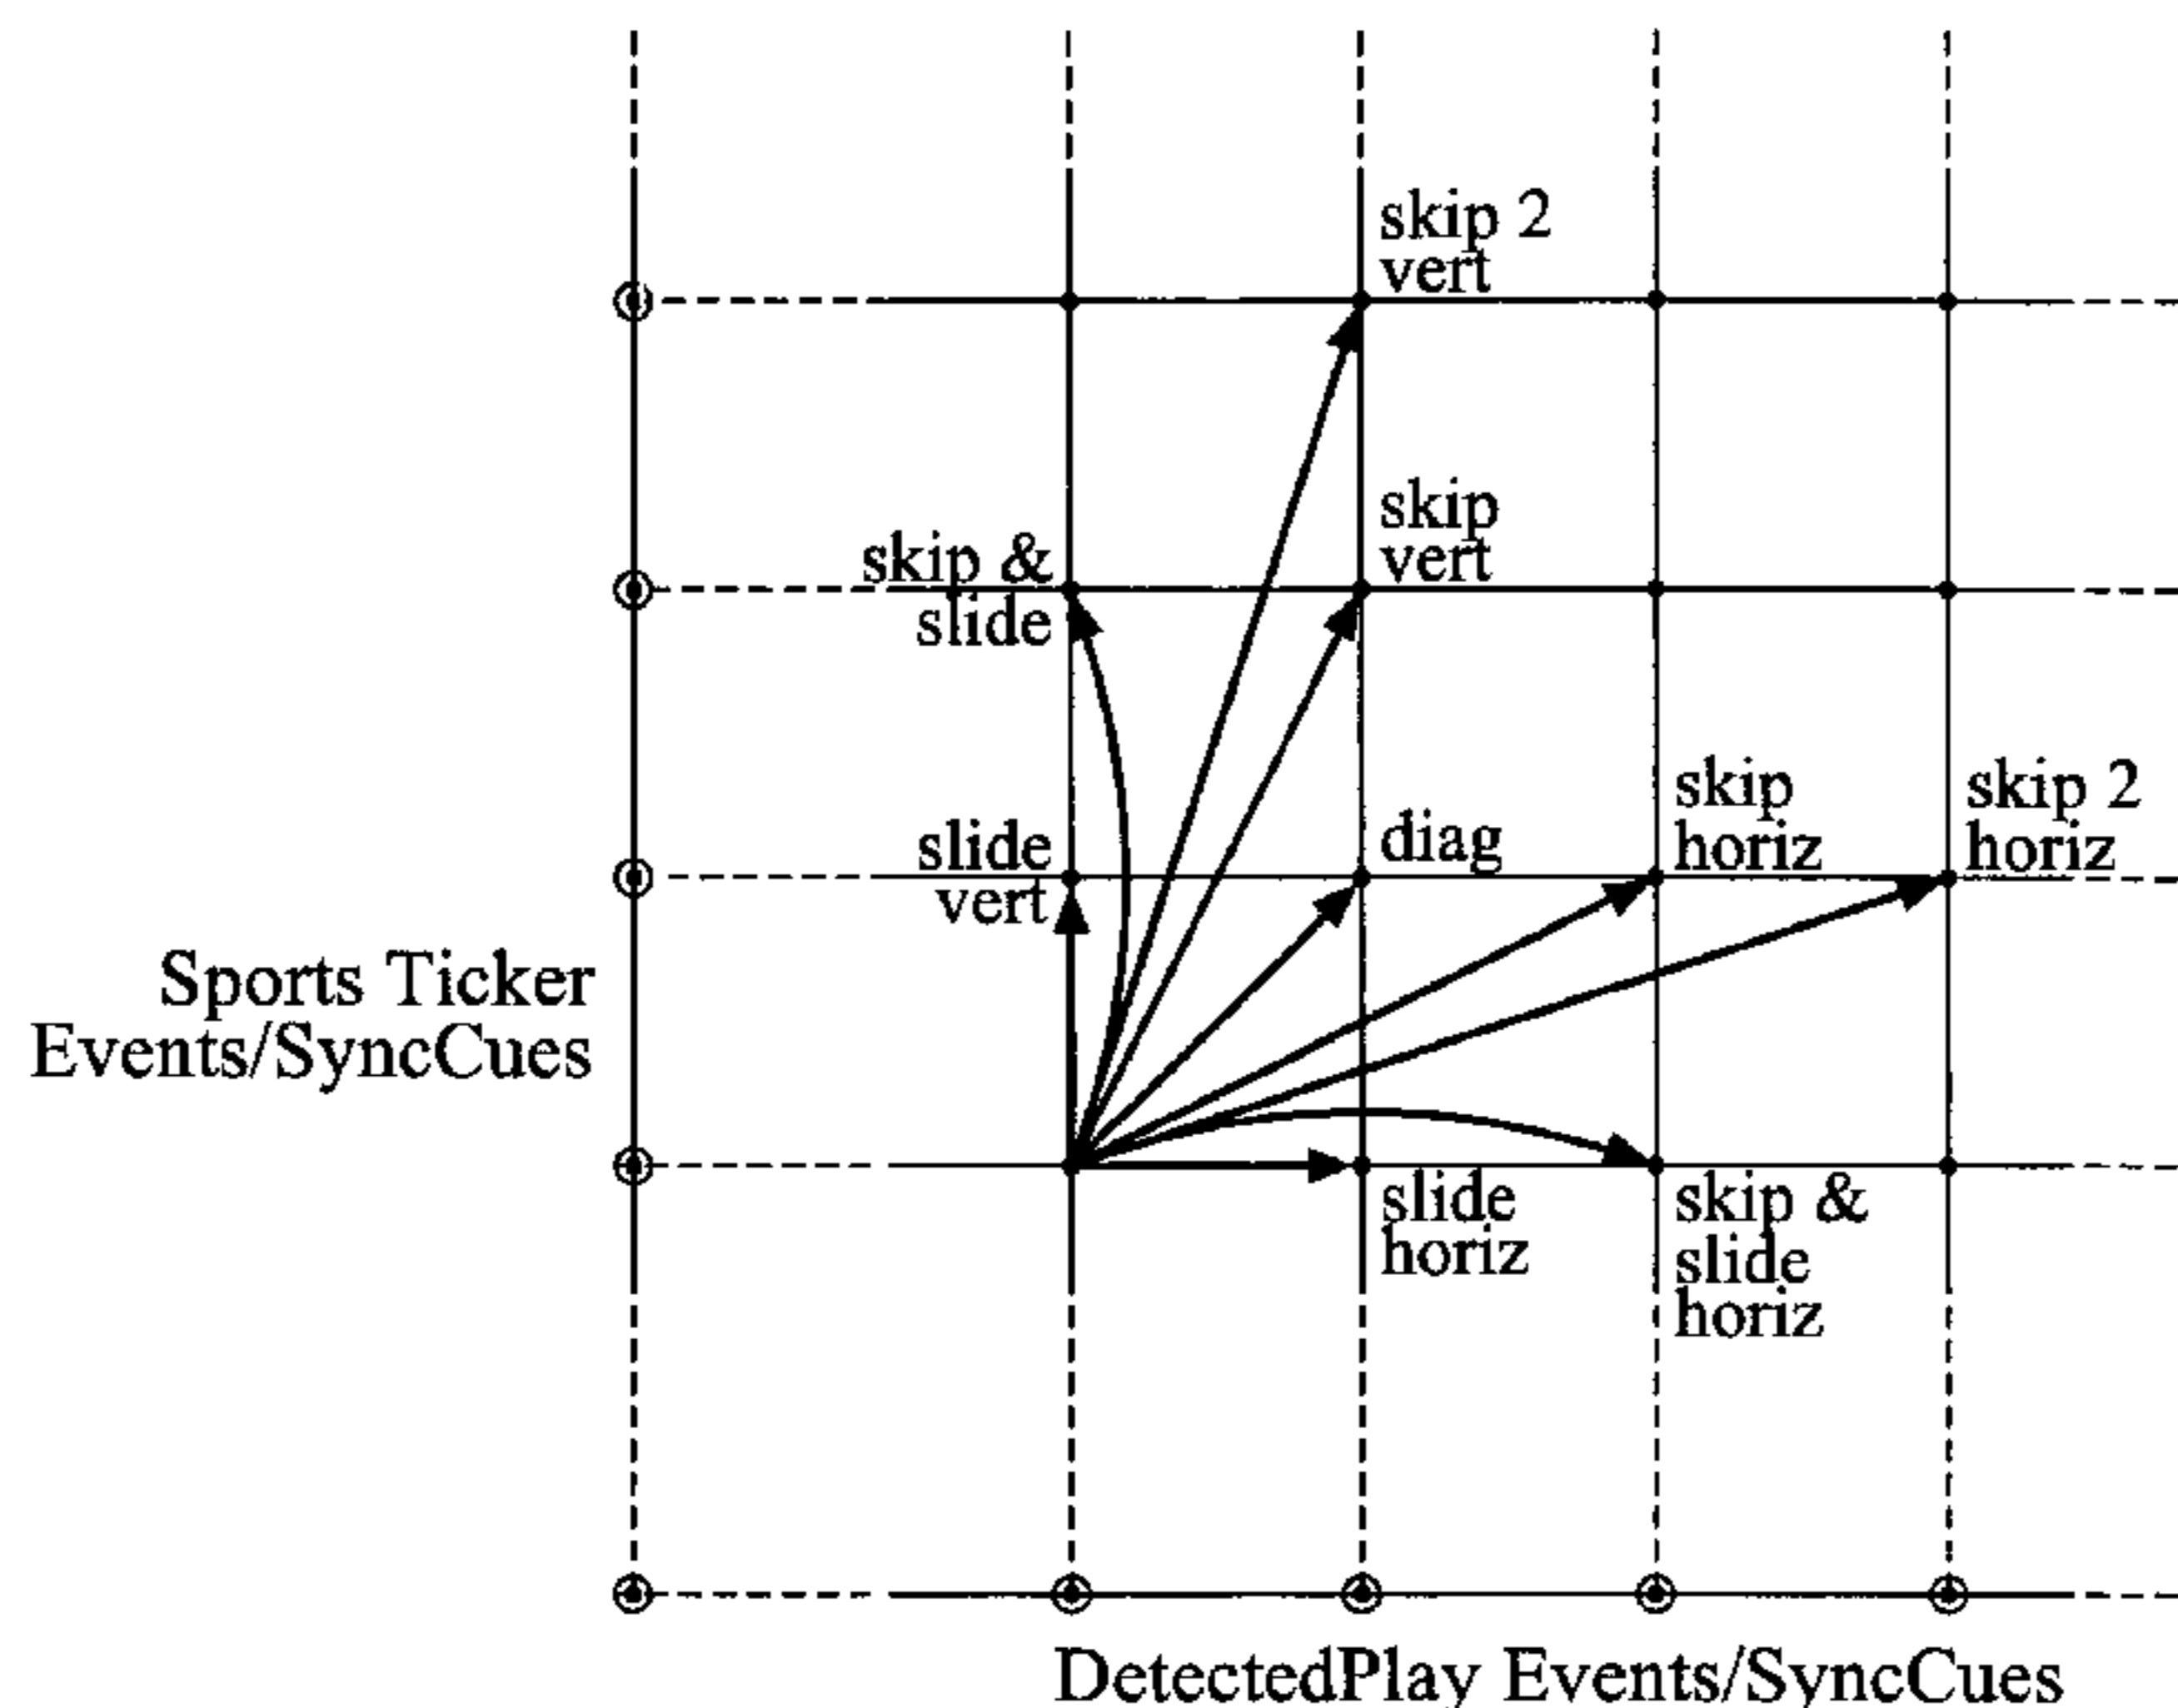 skip 2
vert
skip
vert
skip &
slide
skip
horiz
skip 2
horiz
diag
slide
vert
Sports Ticker
Events/SyncCues
slide
horiz
skip &
slide
horiz
DetectedPlay Events/SyncCues